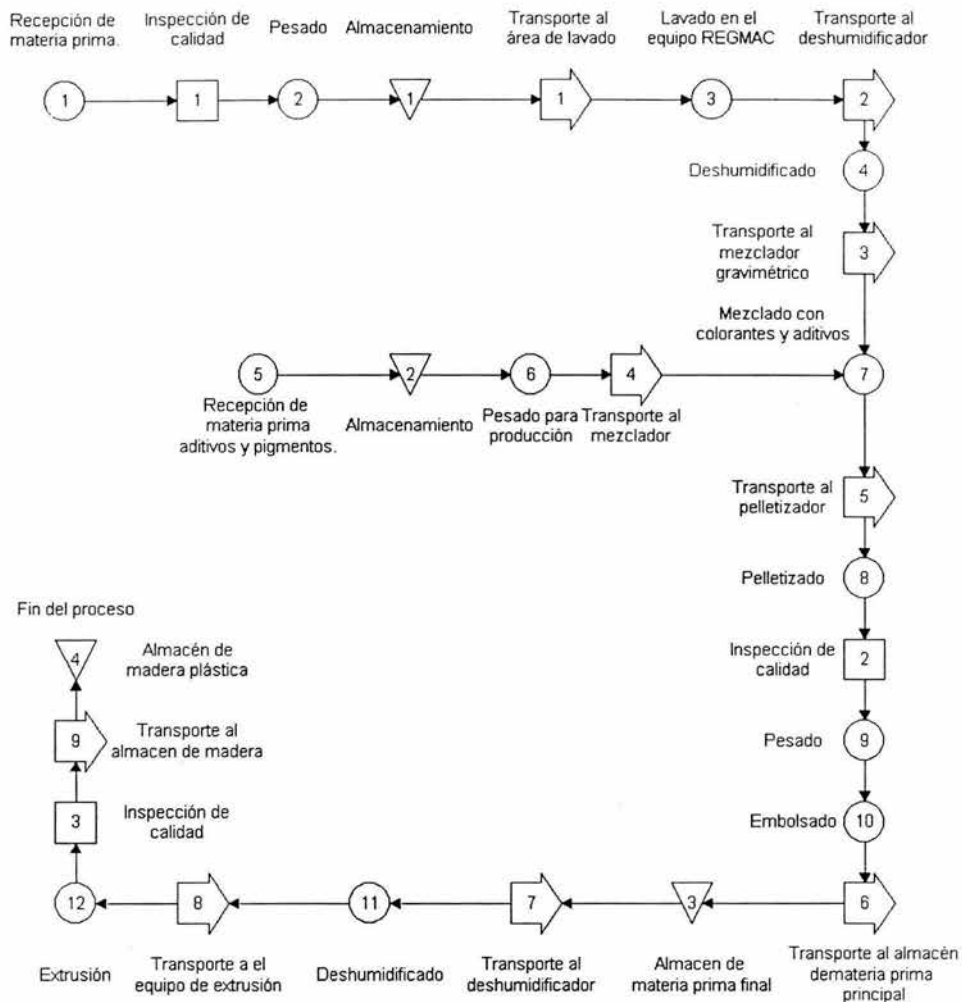 Recepción de
materia prima.
Inspección de
calidad
Pesado
Almacenamiento
Transporte al
área de lavado
Lavado en el
equipo REGMAC
Transporte al
deshumidificador
1
1
2
1
1
3
2
Deshumidificado
4
Transporte al
mezclador
gravimétrico
3
Mezclado con
colorantes y aditivos
5
2
6
4
7
Recepción de
materia prima
aditivos y pigmentos.
Almacenamiento
Pesado para
producción
Transporte al
mezclador
Transporte al
pelletizador
5
Pelletizado
8
Fin del proceso
4
Almacén de
madera plástica
Inspección de
calidad
2
9
Transporte al
almacen de madera
Pesado
9
3
Inspección de
calidad
Embolsado
10
12
8
11
7
3
6
Extrusión
Transporte a el
equipo de extrusión
Deshumidificado
Transporte al
deshumidificador
Almacen de
materia prima final
Transporte al almacén
demateria prima
principal